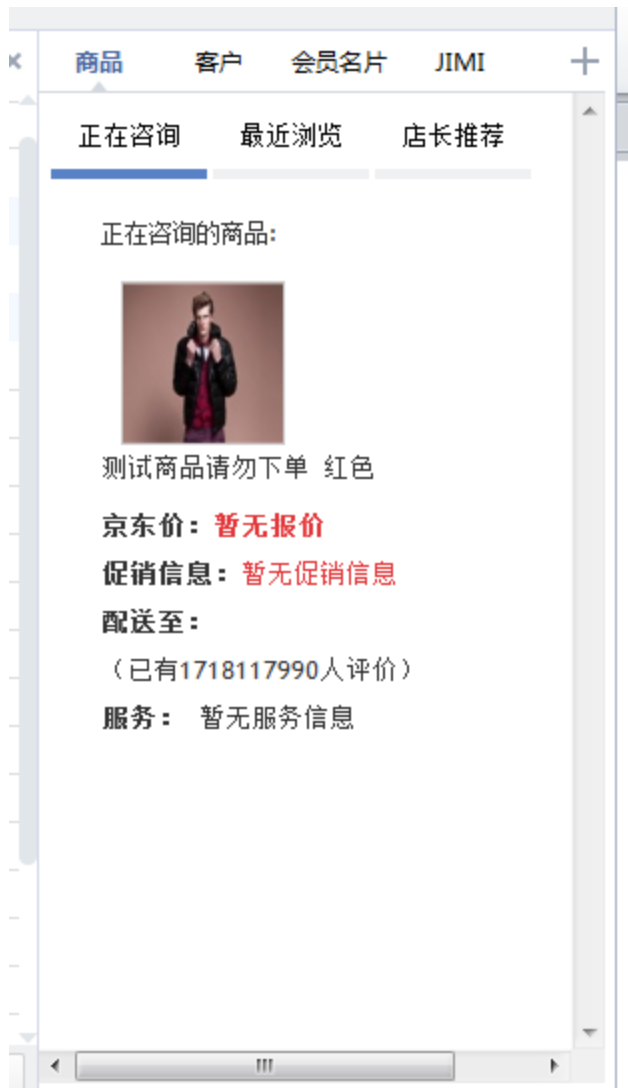 商品 客户 会员名片 JIMI
正在咨询 最近浏览 店长推荐
正在咨询的商品:
测试商品请勿下单 红色
京东价：暂无报价
促销信息：暂无促销信息
配送至：
（已有1718117990人评价）
服务： 暂无服务信息